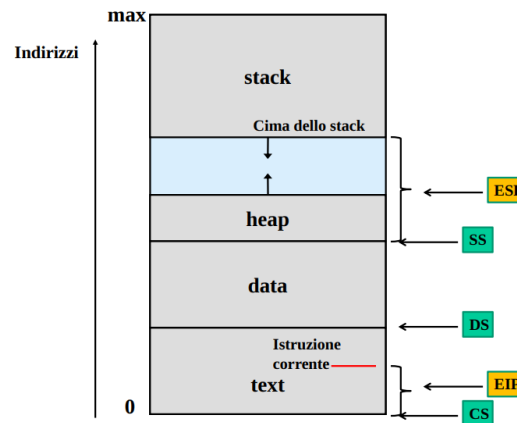 max
Indirizzi
stack
Cima dello stack
ESP
heap
SS
data
DS
Istruzione
corrente
EIP
text
0
CS